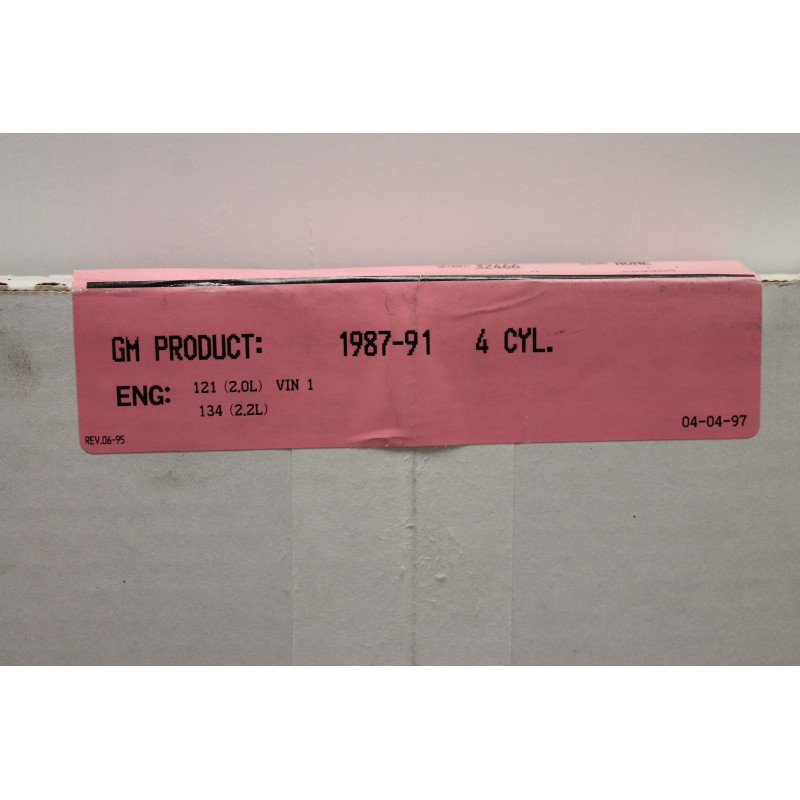 32466
GM PRODUCT: 1987-91 4 CYL.
ENG: 121 (2.0L) VIN 1
134 (2.2L)
REV.06-95 04-04-97